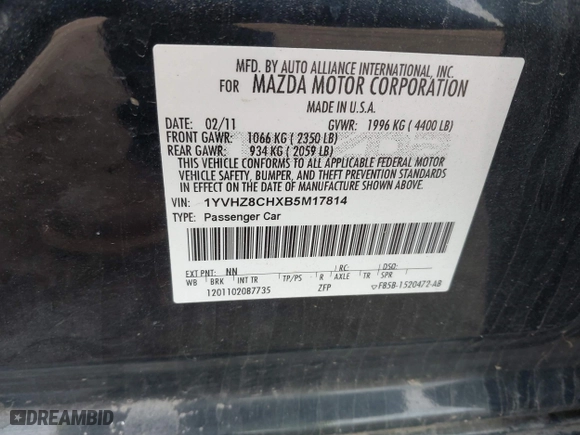 MFD. BY AUTO ALLIANCE INTERNATIONAL, INC.
FOR MAZDA MOTOR CORPORATION
MADE IN U.S.A.
DATE: 02/11 GVWR: 1996 KG ( 4400 LB)
FRONT GAWR: 1066 KG ( 2350 LB)
REAR GAWR: 934 KG ( 2059 LB)
THIS VEHICLE CONFORMS TO ALL APPLICABLE FEDERAL MOTOR
VEHICLE SAFETY, BUMPER, AND THEFT PREVENTION STANDARDS
IN EFFECT ON THE DATE OF MANUFACTURE SHOWN ABOVE.
VIN: 1YVHZ8CHXB5M17814
TYPE: Passenger Car
EXT PNT: NN RC: DSO:
WB BRK INT TR TP/PS R AXLE TR SPR
1201102087735 ZFP FB5B-1520472-AB
DREAMBID